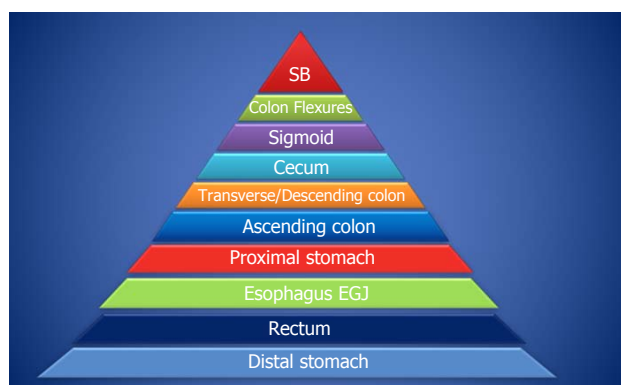 SB
Colon Flexures
Sigmoid
Cecum
Transverse/Descending colon
Ascending colon
Proximal stomach
Esophagus EGJ
Rectum
Distal stomach